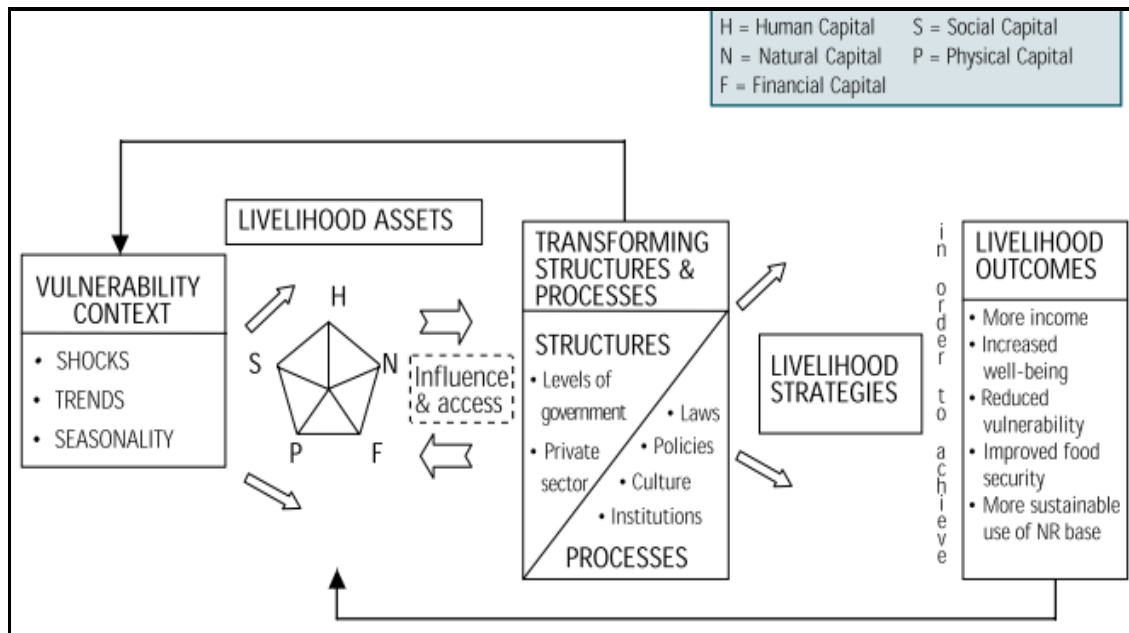 H = Human Capital S = Social Capital
N = Natural Capital P = Physical Capital
F = Financial Capital
LIVELIHOOD ASSETS
VULNERABILITY
CONTEXT
• SHOCKS
• TRENDS
• SEASONALITY
H
S
N
P
F
Influence
& access
TRANSFORMING
STRUCTURES &
PROCESSES
STRUCTURES
• Levels of
government
• Private
sector
• Laws
• Policies
• Culture
• Institutions
PROCESSES
LIVELIHOOD
STRATEGIES
in order to achieve
LIVELIHOOD
OUTCOMES
• More income
• Increased
well-being
• Reduced
vulnerability
• Improved food
security
• More sustainable
use of NR base